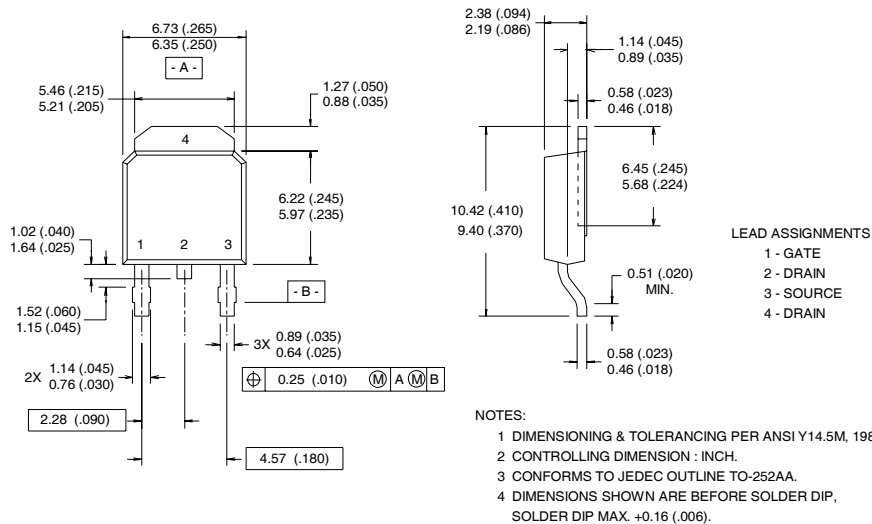 6.73 (.265)
6.35 (.250)
- A -
5.46 (.215)
5.21 (.205)
1.27 (.050)
0.88 (.035)
4
6.22 (.245)
5.97 (.235)
1.02 (.040)
1.64 (.025)
1 2 3
- B -
1.52 (.060)
1.15 (.045)
3X 0.89 (.035)
0.64 (.025)
2X 1.14 (.045)
0.76 (.030)
⌖ 0.25 (.010) Ⓜ A Ⓜ B
2.28 (.090)
4.57 (.180)
2.38 (.094)
2.19 (.086)
1.14 (.045)
0.89 (.035)
0.58 (.023)
0.46 (.018)
6.45 (.245)
5.68 (.224)
10.42 (.410)
9.40 (.370)
0.51 (.020)
MIN.
0.58 (.023)
0.46 (.018)
LEAD ASSIGNMENTS
1 - GATE
2 - DRAIN
3 - SOURCE
4 - DRAIN
NOTES:
1 DIMENSIONING & TOLERANCING PER ANSI Y14.5M, 198
2 CONTROLLING DIMENSION : INCH.
3 CONFORMS TO JEDEC OUTLINE TO-252AA.
4 DIMENSIONS SHOWN ARE BEFORE SOLDER DIP,
SOLDER DIP MAX. +0.16 (.006).